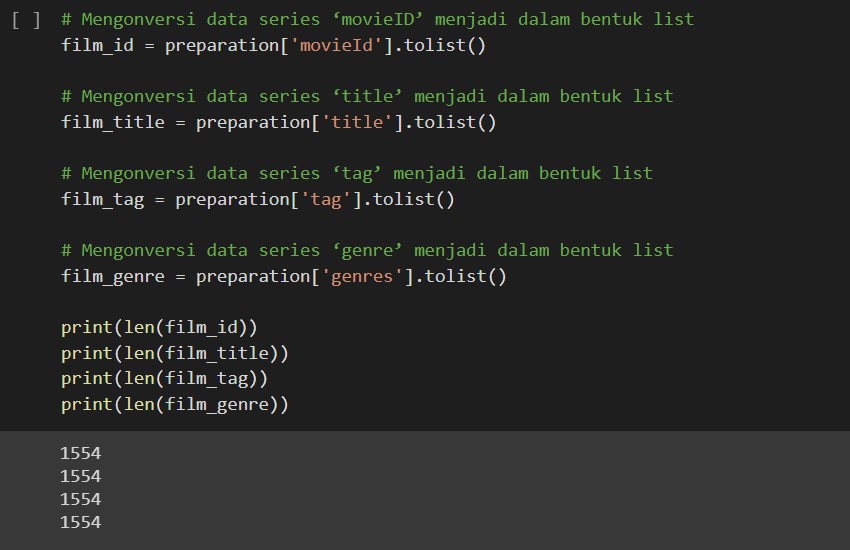 [ ] # Mengonversi data series ‘movieID’ menjadi dalam bentuk list
film_id = preparation['movieId'].tolist()
# Mengonversi data series ‘title’ menjadi dalam bentuk list
film_title = preparation['title'].tolist()
# Mengonversi data series ‘tag’ menjadi dalam bentuk list
film_tag = preparation['tag'].tolist()
# Mengonversi data series ‘genre’ menjadi dalam bentuk list
film_genre = preparation['genres'].tolist()
print(len(film_id))
print(len(film_title))
print(len(film_tag))
print(len(film_genre))
1554
1554
1554
1554